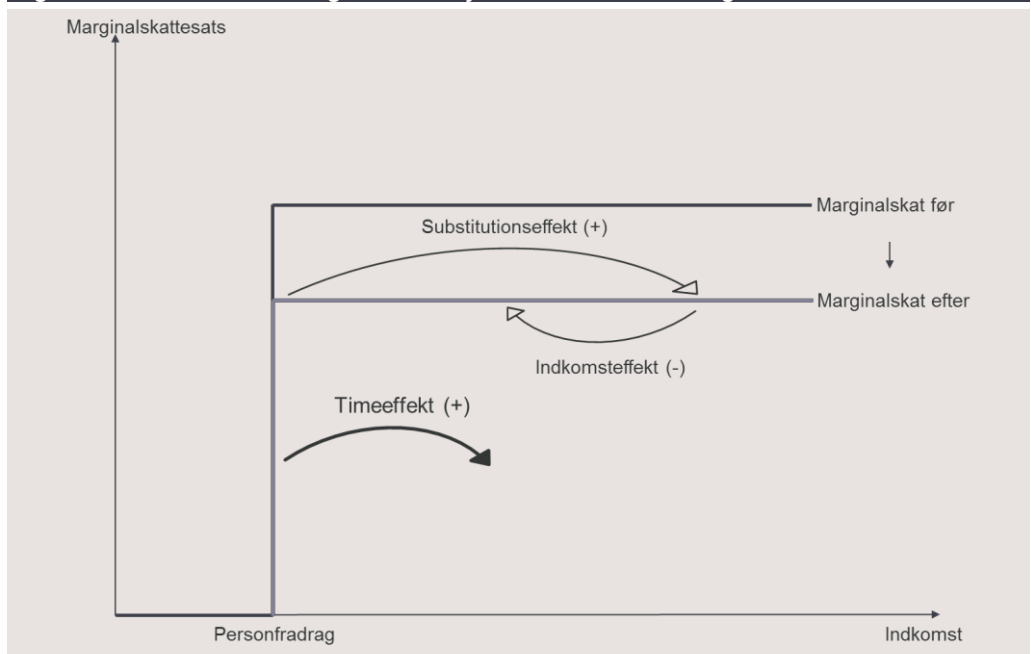 Marginalskattesats
Marginalskat før
Substitutionseffekt (+)
Marginalskat efter
Indkomsteffekt (-)
Timeeffekt (+)
Personfradrag
Indkomst